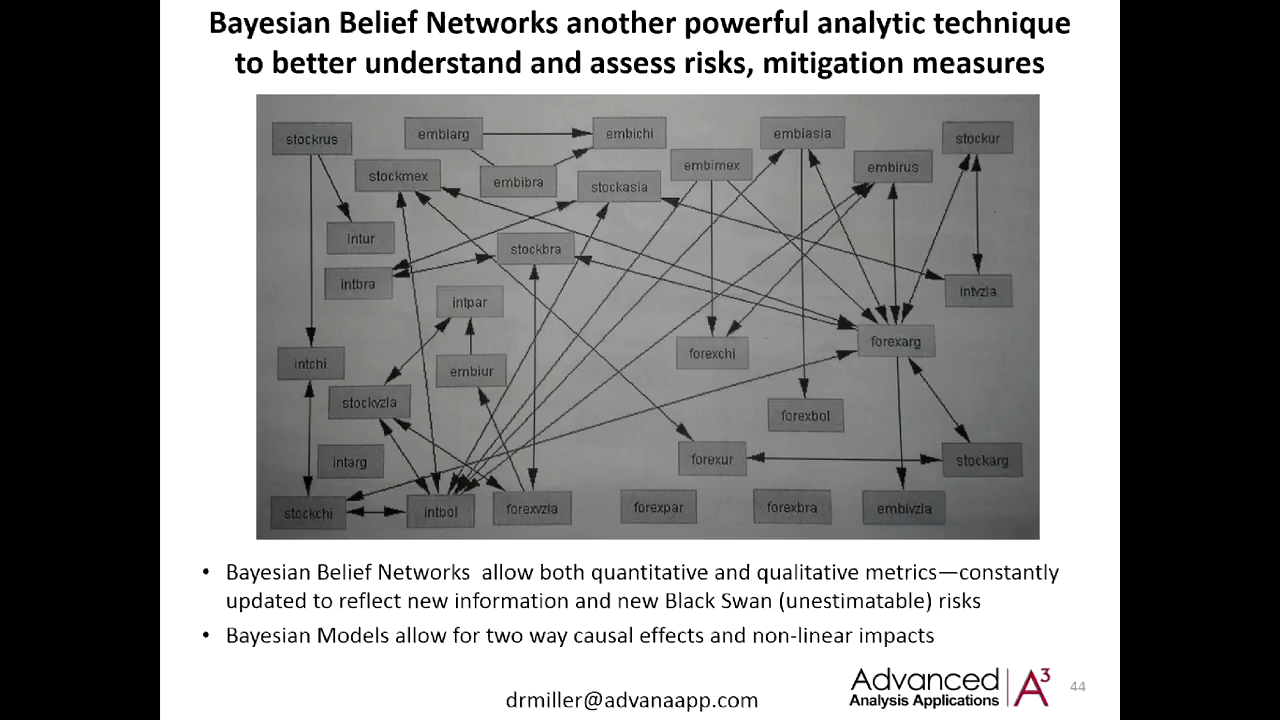 Bayesian Belief Networks another powerful analytic technique
to better understand and assess risks, mitigation measures
stockrus
embiarg
embichi
embiasia
stockur
stockmex
embibra
stockasia
embimex
embirus
intur
stockbra
intbra
intpar
intvzla
intchi
embiur
forexchi
forexarg
stockvzla
forexbol
intarg
forexur
stockarg
stockchi
intbol
forexvzla
forexpar
forexbra
embivzla
• Bayesian Belief Networks allow both quantitative and qualitative metrics—constantly
updated to reflect new information and new Black Swan (unestimatable) risks
• Bayesian Models allow for two way causal effects and non-linear impacts
drmiller@advanaapp.com
Advanced
Analysis Applications
A3
44